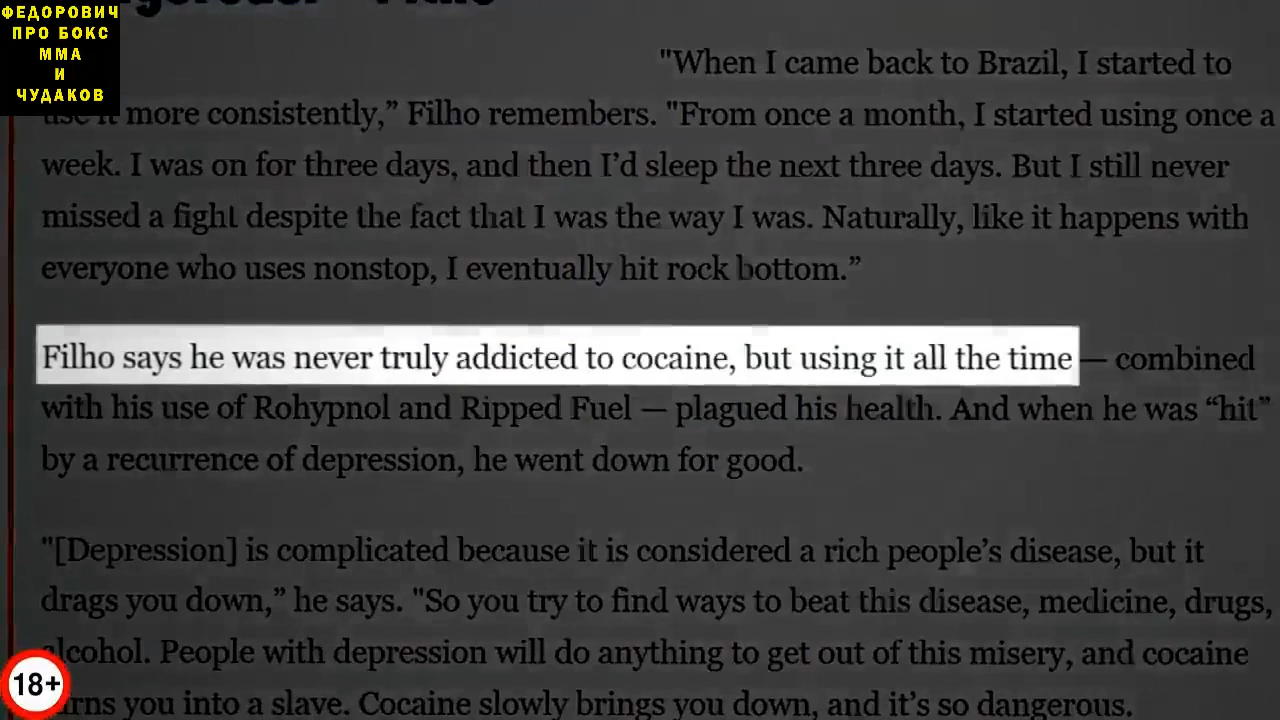 ФЕДОРОВИЧ
ПРО БОКС
ММА
И
ЧУДАКОВ
Filho
"When I came back to Brazil, I started to
use it more consistently,” Filho remembers. "From once a month, I started using once a
week. I was on for three days, and then I’d sleep the next three days. But I still never
missed a fight despite the fact that I was the way I was. Naturally, like it happens with
everyone who uses nonstop, I eventually hit rock bottom.”
Filho says he was never truly addicted to cocaine, but using it all the time — combined
with his use of Rohypnol and Ripped Fuel — plagued his health. And when he was “hit”
by a recurrence of depression, he went down for good.
"[Depression] is complicated because it is considered a rich people’s disease, but it
drags you down,” he says. "So you try to find ways to beat this disease, medicine, drugs,
alcohol. People with depression will do anything to get out of this misery, and cocaine
turns you into a slave. Cocaine slowly brings you down, and it’s so dangerous.
18+